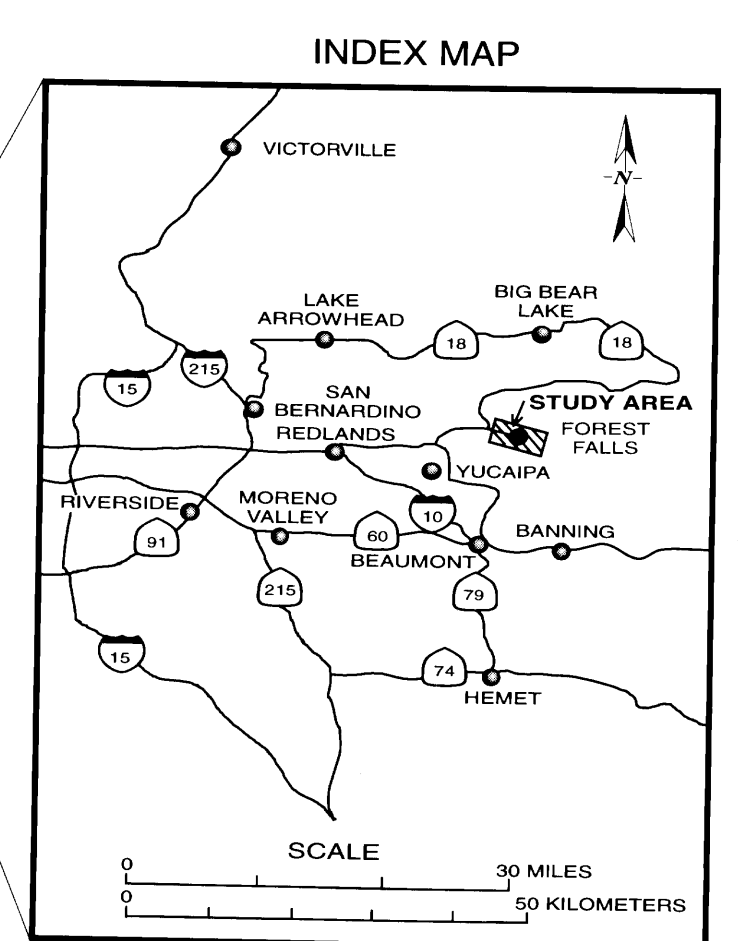 INDEX MAP
VICTORVILLE
-N-
BIG BEAR
LAKE
LAKE
ARROWHEAD
18
18
215
15
SAN
BERNARDINO
STUDY AREA
REDLANDS
FOREST
FALLS
YUCAIPA
RIVERSIDE
MORENO
VALLEY
10
91
60
BANNING
BEAUMONT
215
79
15
74
HEMET
SCALE
0
30 MILES
0
50 KILOMETERS